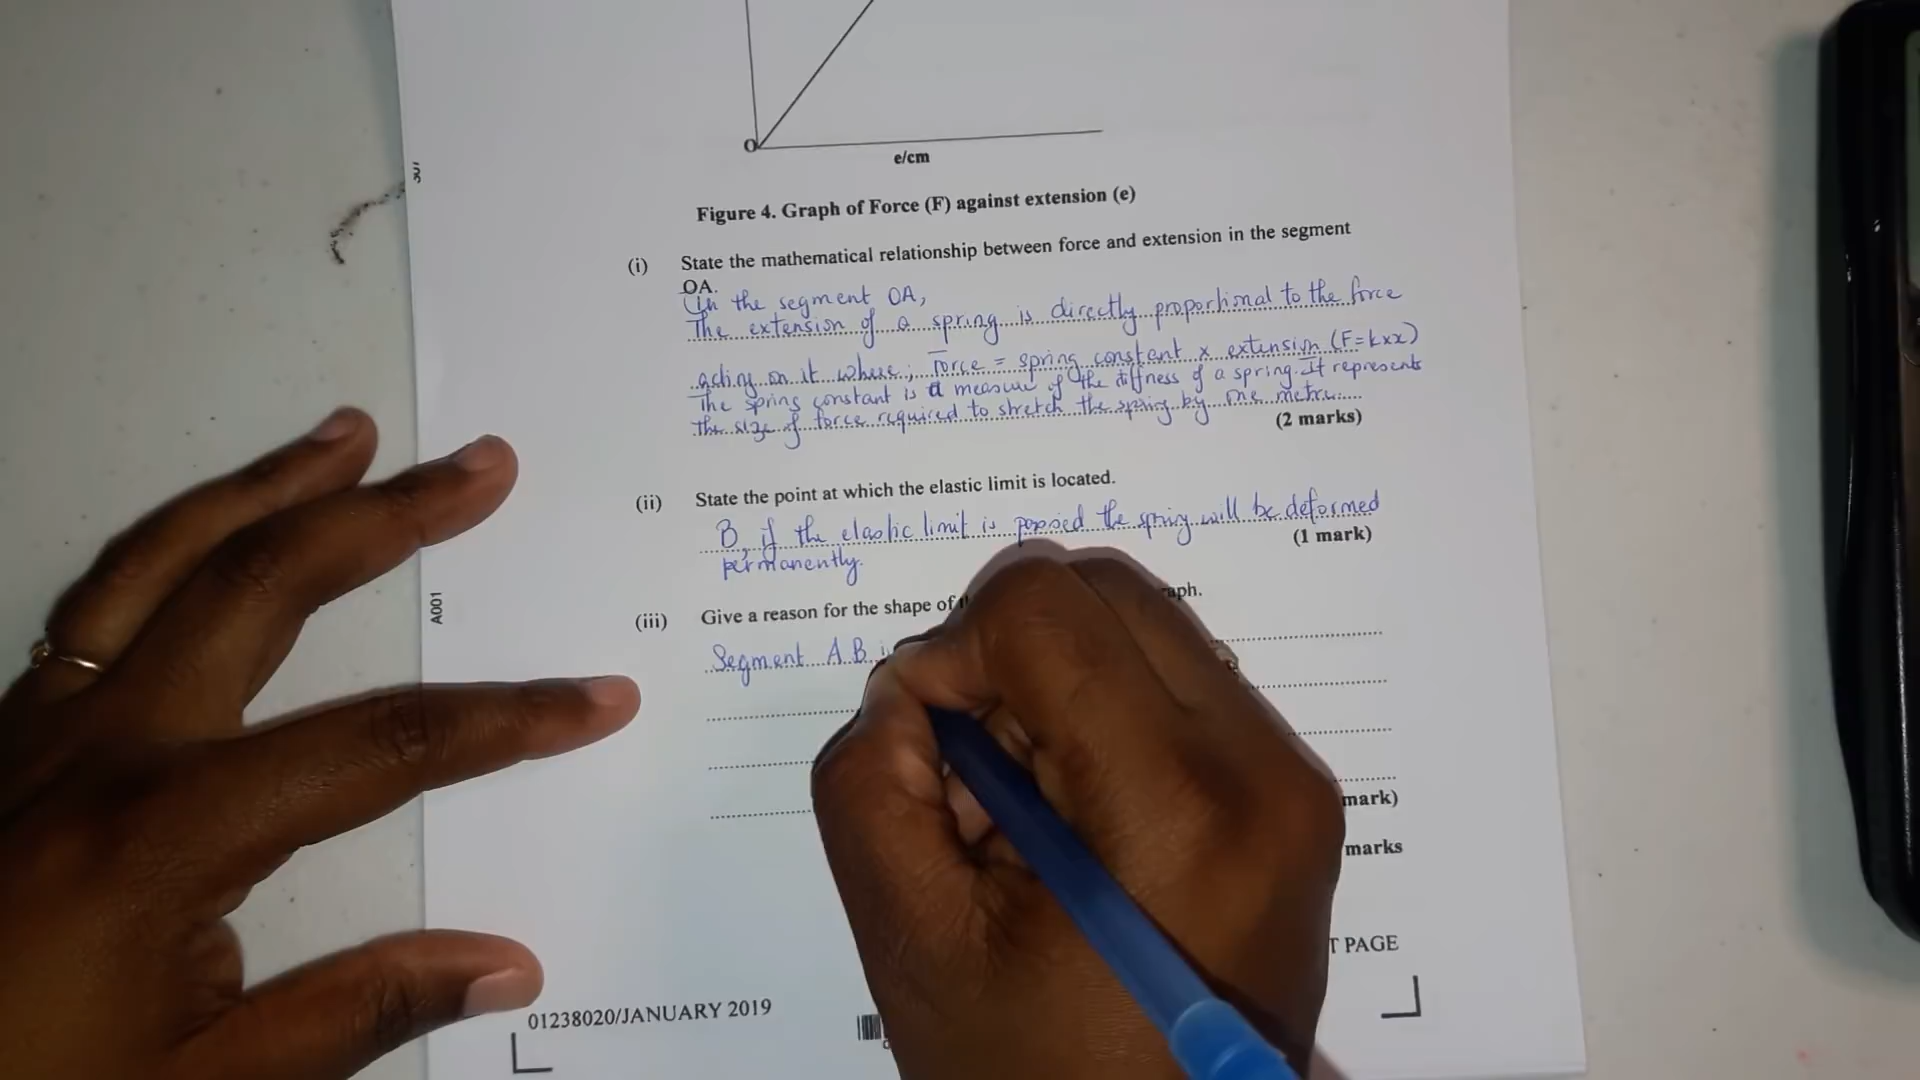 O
e/cm
Figure 4. Graph of Force (F) against extension (e)
(i) State the mathematical relationship between force and extension in the segment
OA.
In the segment OA,
The extension of a spring is directly proportional to the force
acting on it where; Force = spring constant x extension (F=kxx)
The spring constant is a measure of the stiffness of a spring. It represents
the size of force required to stretch the spring by one metre.
(2 marks)
(ii) State the point at which the elastic limit is located.
B, if the elastic limit is passed the spring will be deformed
(1 mark)
permanently.
(iii) Give a reason for the shape of aph.
Segment AB
mark)
marks
T PAGE
01238020/JANUARY 2019
A001